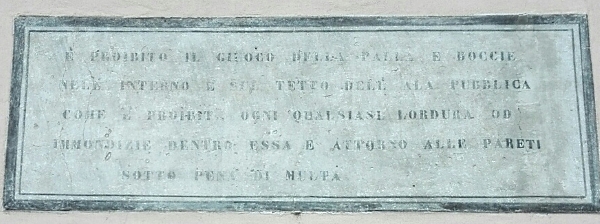 È PROIBITO IL GIUOCO DELLA PALLA E BOCCIE
NELL INTERNO E SUL TETTO DELL ALA PUBBLICA
COME È PROIBITA OGNI QUALSIASI LORDURA OD
IMMONDIZIE DENTRO ESSA E ATTORNO ALLE PARETI
SOTTO PENA DI MULTA